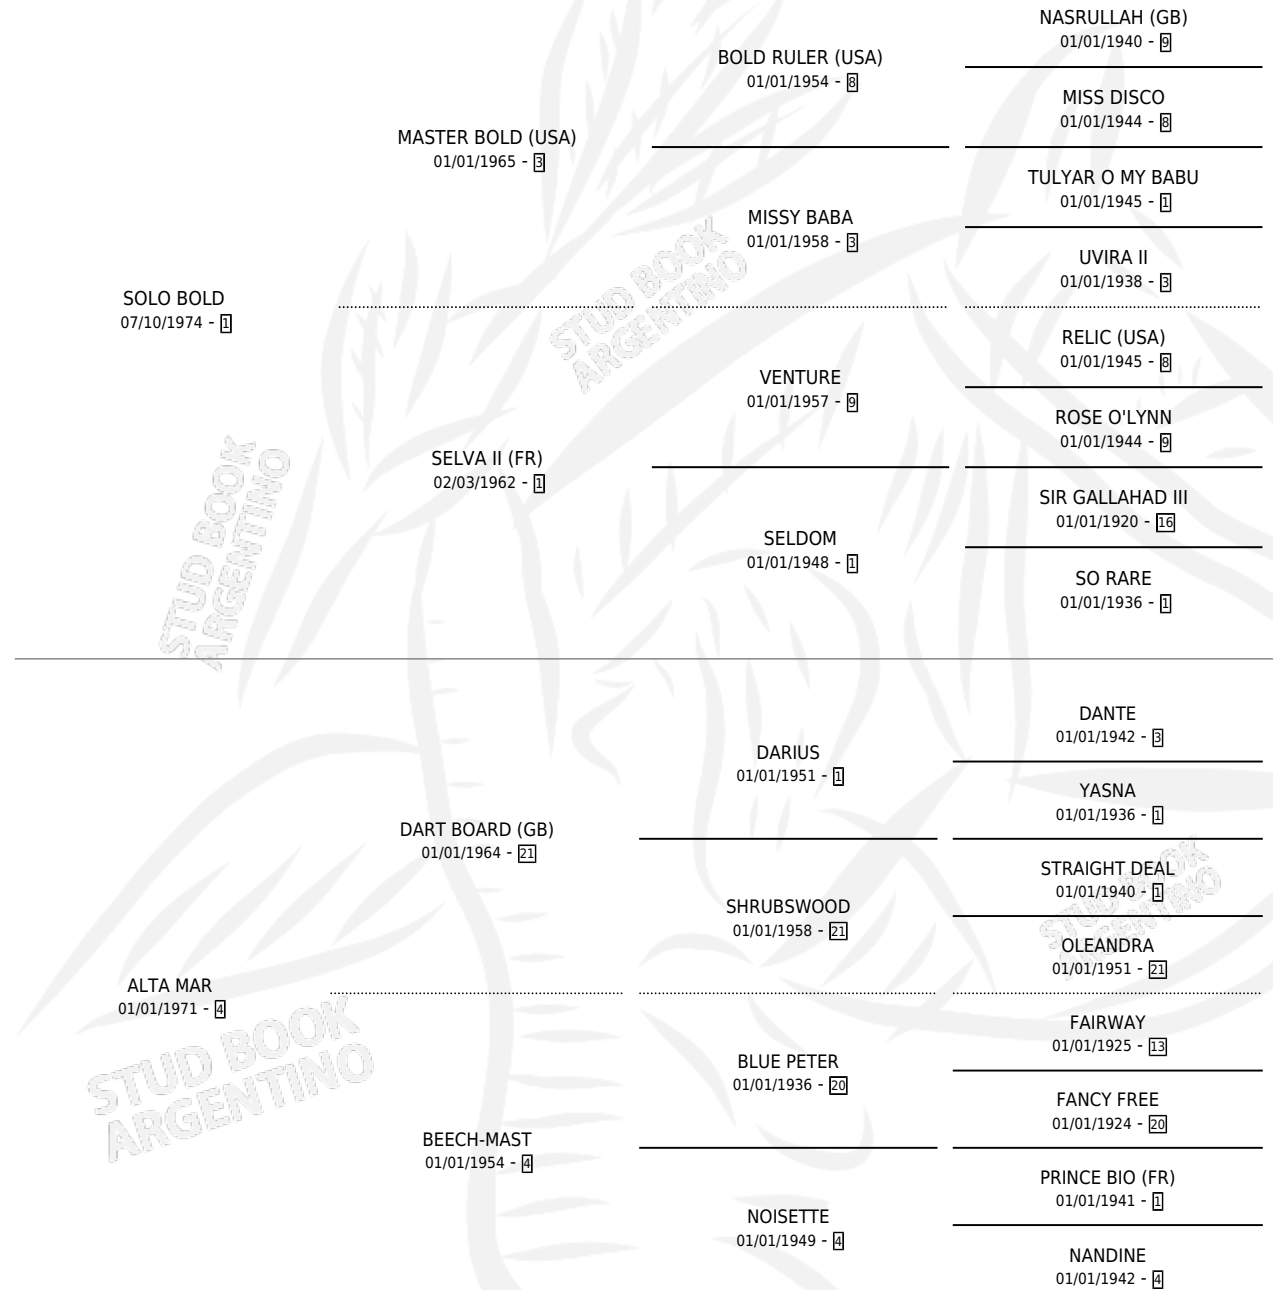 NASRULLAH (GB)
01/01/1940 - 9
BOLD RULER (USA)
01/01/1954 - 8
MISS DISCO
01/01/1944 - 8
MASTER BOLD (USA)
01/01/1965 - 3
TULYAR O MY BABU
01/01/1945 - 1
MISSY BABA
01/01/1958 - 3
UVIRA II
01/01/1938 - 3
SOLO BOLD
07/10/1974 - 1
RELIC (USA)
01/01/1945 - 8
VENTURE
01/01/1957 - 9
ROSE O'LYNN
01/01/1944 - 9
SELVA II (FR)
02/03/1962 - 1
SIR GALLAHAD III
01/01/1920 - 16
SELDOM
01/01/1948 - 1
SO RARE
01/01/1936 - 1
DANTE
01/01/1942 - 3
DARIUS
01/01/1951 - 1
YASNA
01/01/1936 - 1
DART BOARD (GB)
01/01/1964 - 21
STRAIGHT DEAL
01/01/1940 - 1
SHRUBSWOOD
01/01/1958 - 21
OLEANDRA
01/01/1951 - 21
ALTA MAR
01/01/1971 - 4
FAIRWAY
01/01/1925 - 13
BLUE PETER
01/01/1936 - 20
FANCY FREE
01/01/1924 - 20
BEECH-MAST
01/01/1954 - 4
PRINCE BIO (FR)
01/01/1941 - 1
NOISETTE
01/01/1949 - 4
NANDINE
01/01/1942 - 4
STUD BOOK
ARGENTINO
STUD BOOK
ARGENTINO
STUD BOOK
ARGENTINO
STUD BOOK
ARGENTINO